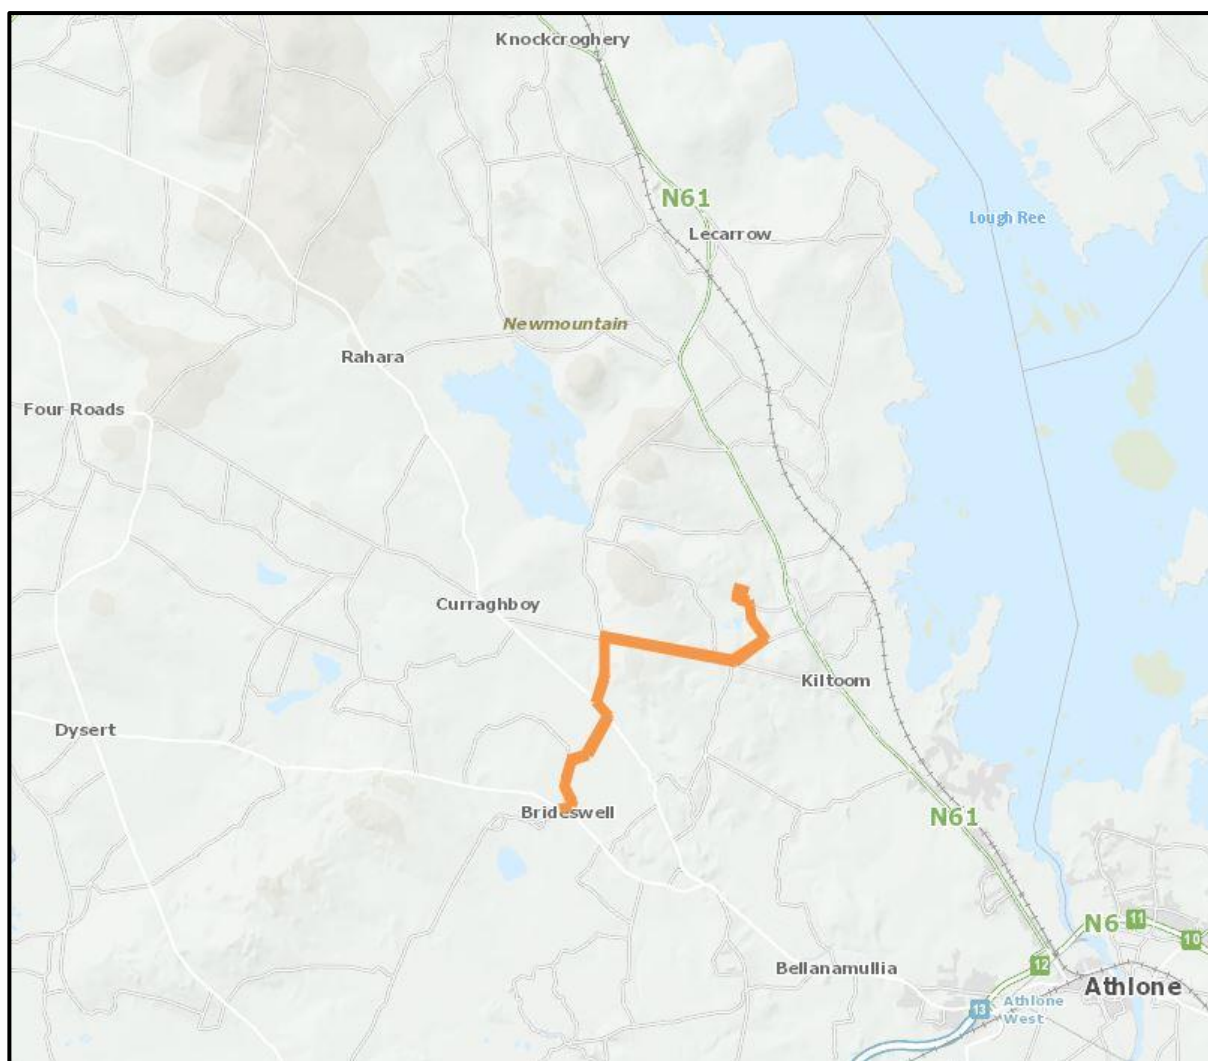 Knockcroghery
N61
Lough Ree
Lecarrow
Newmountain
Rahara
Four Roads
Curraghboy
Kiltoom
Dysert
Brideswell
N61
N6
11
10
Bellanamullia
12
Athlone
13
Athlone
West